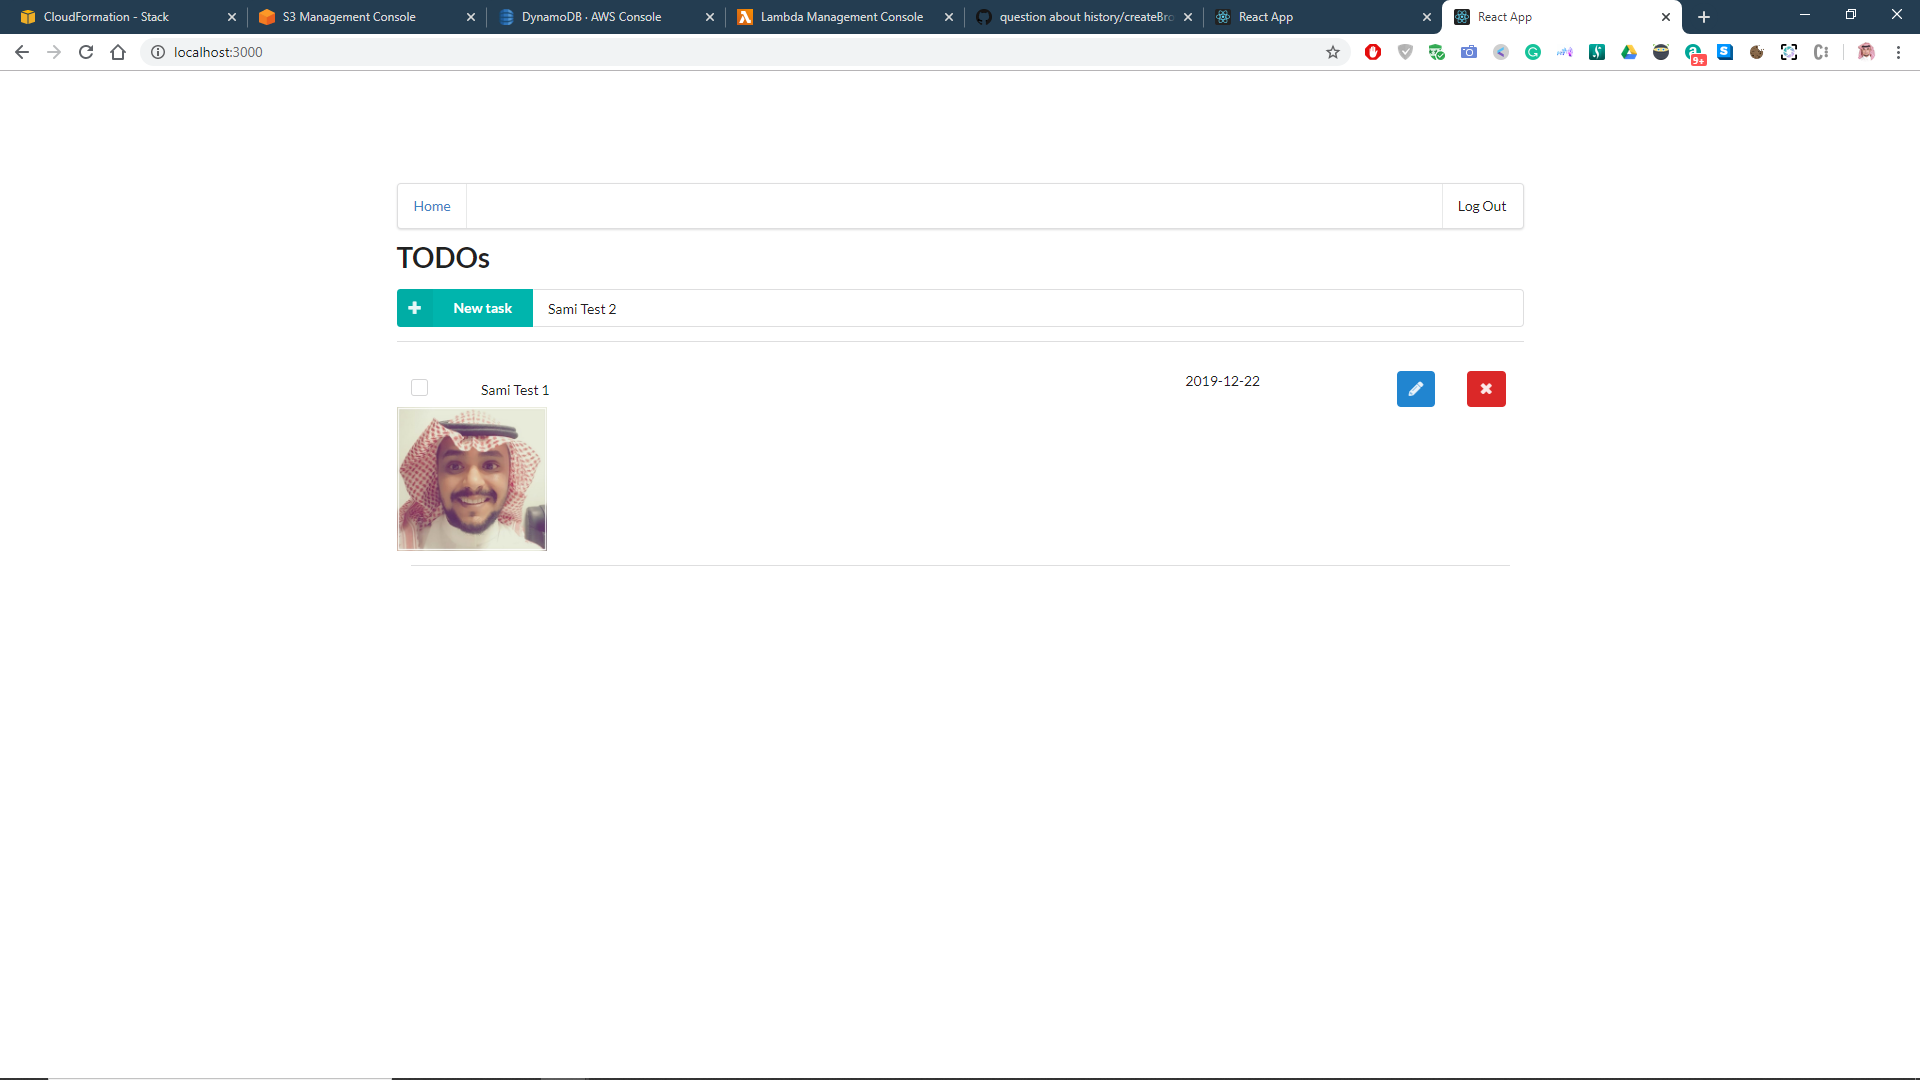 CloudFormation - Stack
S3 Management Console
DynamoDB · AWS Console
Lambda Management Console
question about history/createBro
React App
React App
localhost:3000
9+
Home
Log Out
TODOs
New task
Sami Test 2
Sami Test 1
2019-12-22